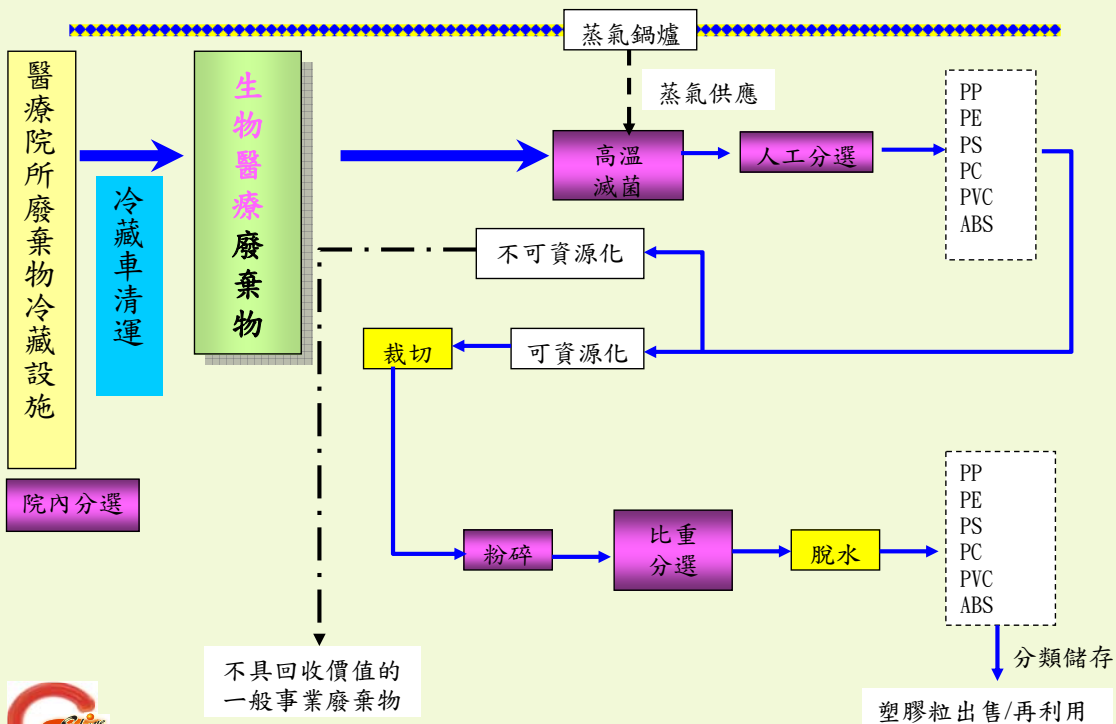 蒸氣鍋爐
蒸氣供應
醫療院所廢棄物冷藏設施
冷藏車清運
生物醫療廢棄物
高溫
滅菌
人工分選
PP
PE
PS
PC
PVC
ABS
不可資源化
可資源化
裁切
院內分選
粉碎
比重
分選
脫水
PP
PE
PS
PC
PVC
ABS
分類儲存
不具回收價值的
一般事業廢棄物
塑膠粒出售/再利用